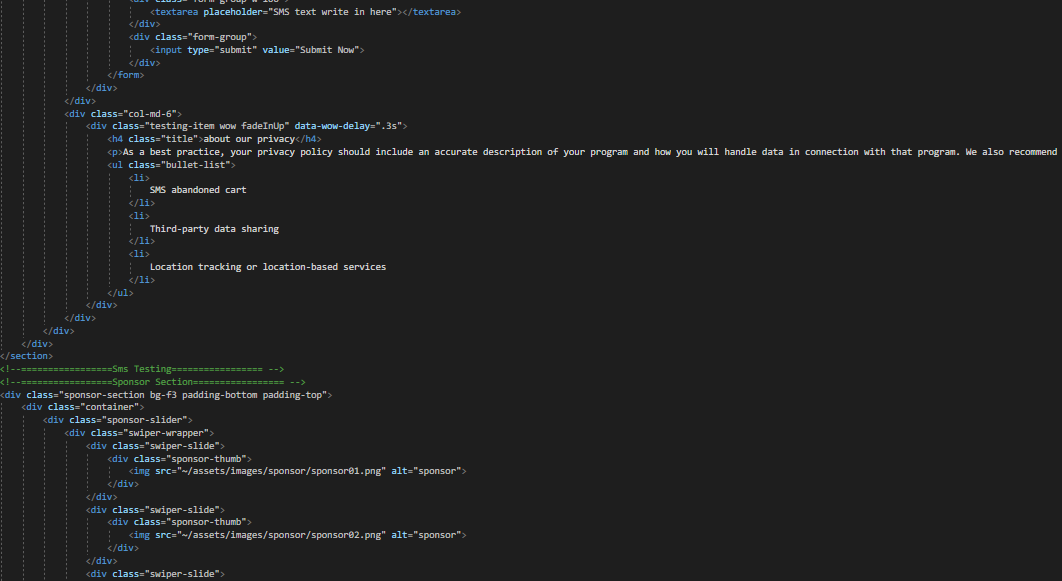 <textarea placeholder="SMS text write in here"></textarea>
</div>
<div class="form-group">
<input type="submit" value="Submit Now">
</div>
</form>
</div>
</div>
<div class="col-md-6">
<div class="testing-item wow fadeInUp" data-wow-delay=".3s">
<h4 class="title">about our privacy</h4>
<p>As a best practice, your privacy policy should include an accurate description of your program and how you will handle data in connection with that program. We also recommend
<ul class="bullet-list">
<li>
SMS abandoned cart
</li>
<li>
Third-party data sharing
</li>
<li>
Location tracking or location-based services
</li>
</ul>
</div>
</div>
</div>
</div>
</section>
<!--=================Sms Testing================= -->
<!--=================Sponsor Section================= -->
<div class="sponsor-section bg-f3 padding-bottom padding-top">
<div class="container">
<div class="sponsor-slider">
<div class="swiper-wrapper">
<div class="swiper-slide">
<div class="sponsor-thumb">
<img src="~/assets/images/sponsor/sponsor01.png" alt="sponsor">
</div>
</div>
<div class="swiper-slide">
<div class="sponsor-thumb">
<img src="~/assets/images/sponsor/sponsor02.png" alt="sponsor">
</div>
</div>
<div class="swiper-slide">